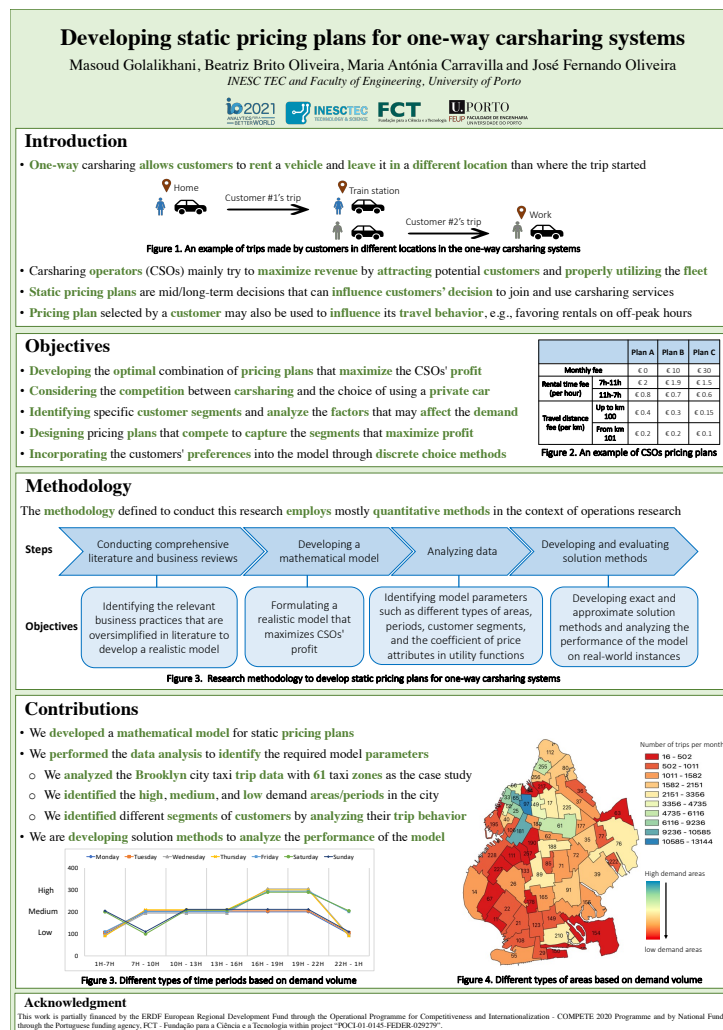 Developing static pricing plans for one-way carsharing systems
Masoud Golalikhani, Beatriz Brito Oliveira, Maria Antónia Carravilla and José Fernando Oliveira
INESC TEC and Faculty of Engineering, University of Porto
io2021 ANALYTICS BETTER WORLD
INESCTEC TECHNOLOGY & SCIENCE
FCT Fundação para a Ciência e a Tecnologia
U.PORTO FEUP FACULDADE DE ENGENHARIA UNIVERSIDADE DO PORTO
Introduction
• One-way carsharing allows customers to rent a vehicle and leave it in a different location than where the trip started
Home
Customer #1's trip
Train station
Customer #2's trip
Work
Figure 1. An example of trips made by customers in different locations in the one-way carsharing systems
• Carsharing operators (CSOs) mainly try to maximize revenue by attracting potential customers and properly utilizing the fleet
• Static pricing plans are mid/long-term decisions that can influence customers' decision to join and use carsharing services
• Pricing plan selected by a customer may also be used to influence its travel behavior, e.g., favoring rentals on off-peak hours
Objectives
• Developing the optimal combination of pricing plans that maximize the CSOs' profit
• Considering the competition between carsharing and the choice of using a private car
• Identifying specific customer segments and analyze the factors that may affect the demand
• Designing pricing plans that compete to capture the segments that maximize profit
• Incorporating the customers' preferences into the model through discrete choice methods
Plan A Plan B Plan C
Monthly fee € 0 € 10 € 30
Rental time fee (per hour) 7h-11h € 2 € 1.9 € 1.5
11h-7h € 0.8 € 0.7 € 0.6
Travel distance fee (per km) Up to km 100 € 0.4 € 0.3 € 0.15
From km 101 € 0.2 € 0.2 € 0.1
Figure 2. An example of CSOs pricing plans
Methodology
The methodology defined to conduct this research employs mostly quantitative methods in the context of operations research
Steps
Conducting comprehensive literature and business reviews
Developing a mathematical model
Analyzing data
Developing and evaluating solution methods
Objectives
Identifying the relevant business practices that are oversimplified in literature to develop a realistic model
Formulating a realistic model that maximizes CSOs' profit
Identifying model parameters such as different types of areas, periods, customer segments, and the coefficient of price attributes in utility functions
Developing exact and approximate solution methods and analyzing the performance of the model on real-world instances
Figure 3. Research methodology to develop static pricing plans for one-way carsharing systems
Contributions
• We developed a mathematical model for static pricing plans
• We performed the data analysis to identify the required model parameters
o We analyzed the Brooklyn city taxi trip data with 61 taxi zones as the case study
o We identified the high, medium, and low demand areas/periods in the city
o We identified different segments of customers by analyzing their trip behavior
• We are developing solution methods to analyze the performance of the model
Monday Tuesday Wednesday Thursday Friday Saturday Sunday
400
High 300
Medium 200
Low 100
0
1H-7H 7H - 10H 10H - 13H 13H - 16H 16H - 19H 19H - 22H 22H - 1H
Figure 3. Different types of time periods based on demand volume
Number of trips per month
16 - 502
502 - 1011
1011 - 1582
1582 - 2151
2151 - 3356
3356 - 4735
4735 - 6116
6116 - 9236
9236 - 10585
10585 - 13144
High demand areas
low demand areas
Figure 4. Different types of areas based on demand volume
Acknowledgment
This work is partially financed by the ERDF European Regional Development Fund through the Operational Programme for Competitiveness and Internationalization - COMPETE 2020 Programme and by National Fun
through the Portuguese funding agency, FCT - Fundação para a Ciência e a Tecnologia within project "POCI-01-0145-FEDER-029279".